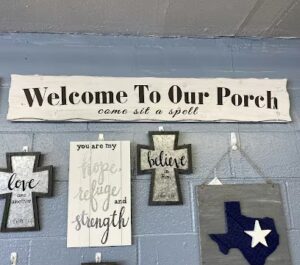 Welcome To Our Porch
come sit a spell
you are my
Hope,
refuge
and
strength
believe
love